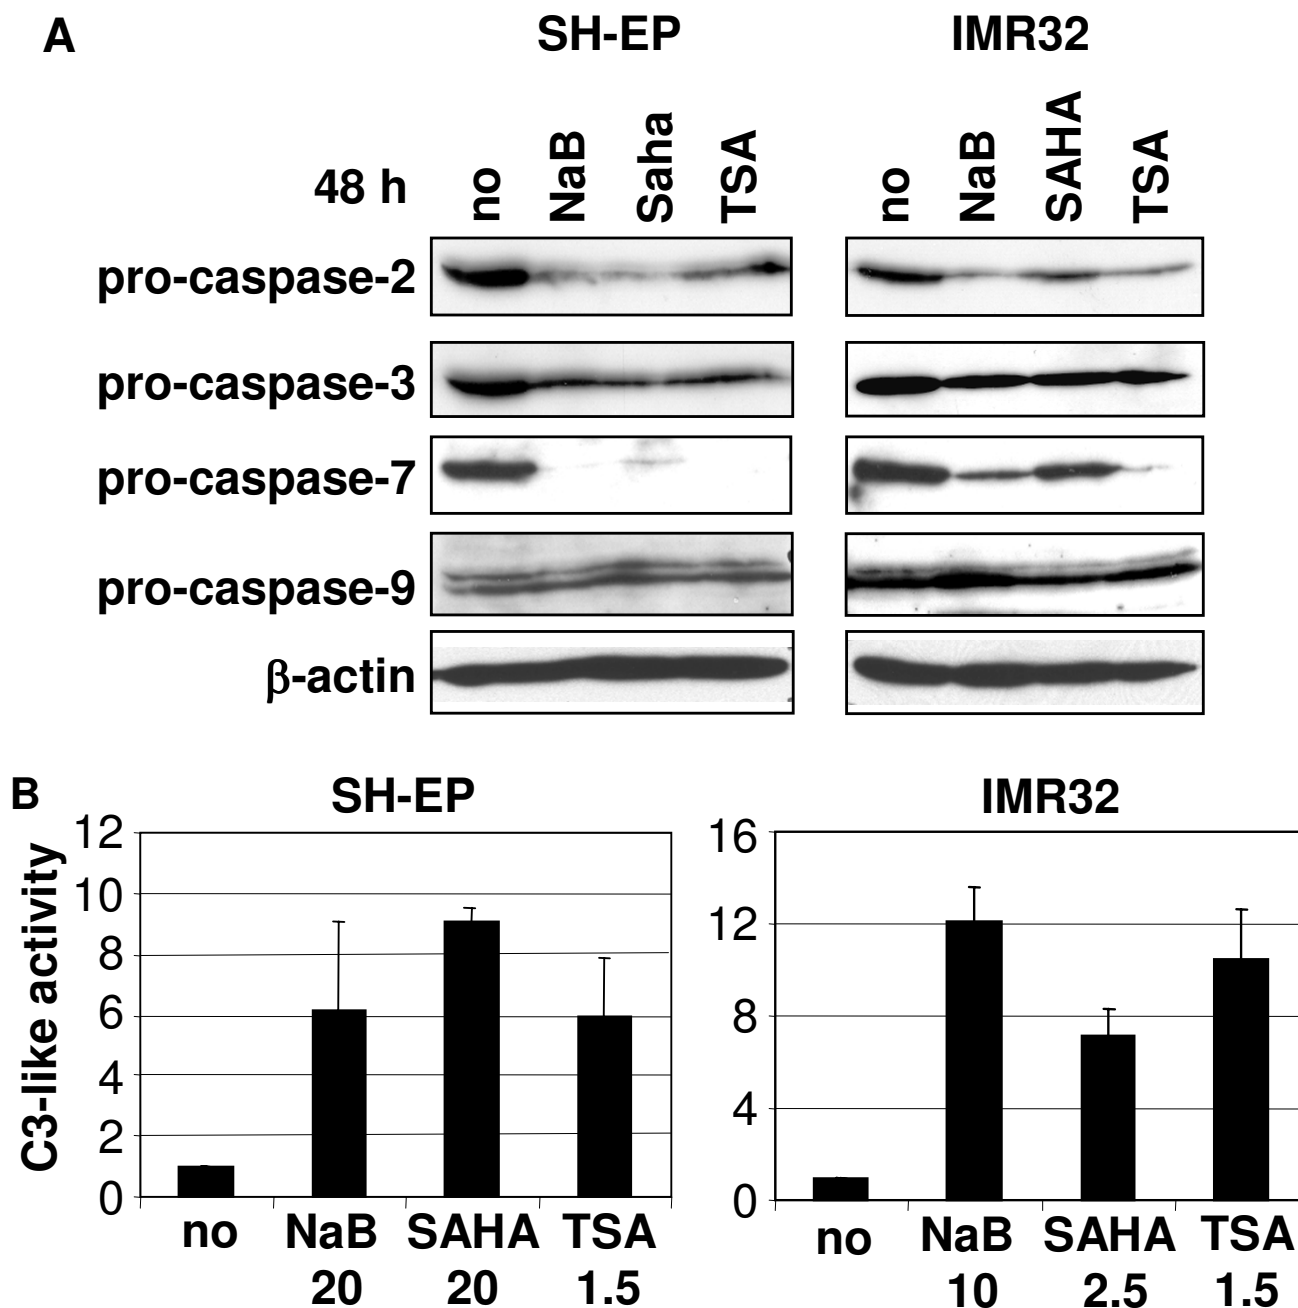 A
SH-EP IMR32
48 h no NaB Saha TSA no NaB SAHA TSA
pro-caspase-2
pro-caspase-3
pro-caspase-7
pro-caspase-9
β-actin
B
SH-EP
C3-like activity
12
10
8
6
4
2
0
no NaB SAHA TSA
20 20 1.5
IMR32
16
12
8
4
0
no NaB SAHA TSA
10 2.5 1.5